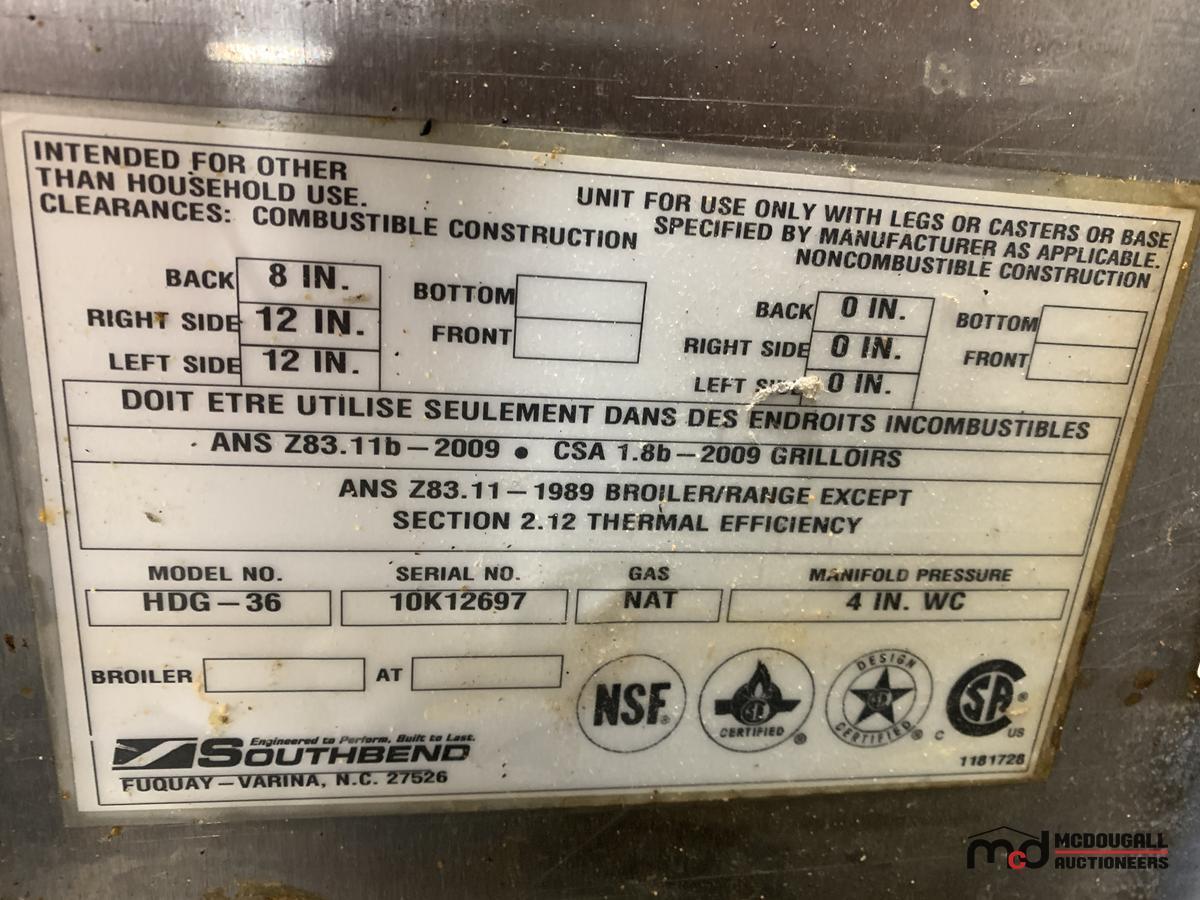 INTENDED FOR OTHER
THAN HOUSEHOLD USE.
CLEARANCES: COMBUSTIBLE CONSTRUCTION
UNIT FOR USE ONLY WITH LEGS OR CASTERS OR BASE
SPECIFIED BY MANUFACTURER AS APPLICABLE.
NONCOMBUSTIBLE CONSTRUCTION
BACK 8 IN.
RIGHT SIDE 12 IN.
LEFT SIDE 12 IN.
BOTTOM
FRONT
BACK 0 IN.
RIGHT SIDE 0 IN.
LEFT 0 IN.
BOTTOM
FRONT
DOIT ETRE UTILISE SEULEMENT DANS DES ENDROITS INCOMBUSTIBLES
ANS Z83.11b-2009 • CSA 1.8b-2009 GRILLOIRS
ANS Z83.11-1989 BROILER/RANGE EXCEPT
SECTION 2.12 THERMAL EFFICIENCY
MODEL NO. SERIAL NO. GAS MANIFOLD PRESSURE
HDG-36 10K12697 NAT 4 IN. WC
BROILER AT
NSF®
CERTIFIED ®
DESIGN
CERTIFIED ®
CSA ®
C US
Engineered to Perform, Built to Last.
SOUTHBEND
FUQUAY-VARINA, N.C. 27526
1181728
mcd MCDOUGALL
AUCTIONEERS